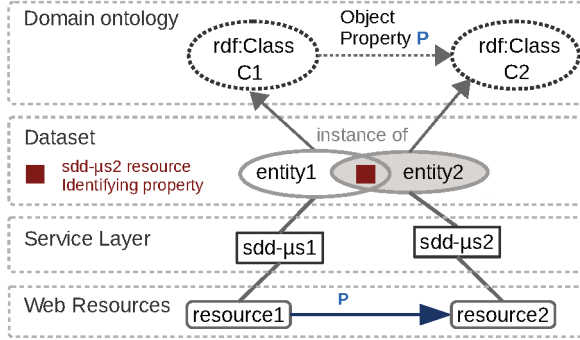 Domain ontology
Object
Property P
rdf:Class
C1
rdf:Class
C2
Dataset
instance of
sdd-µs2 resource
Identifying property
entity1
entity2
Service Layer
sdd-µs1
sdd-µs2
Web Resources
P
resource1
resource2